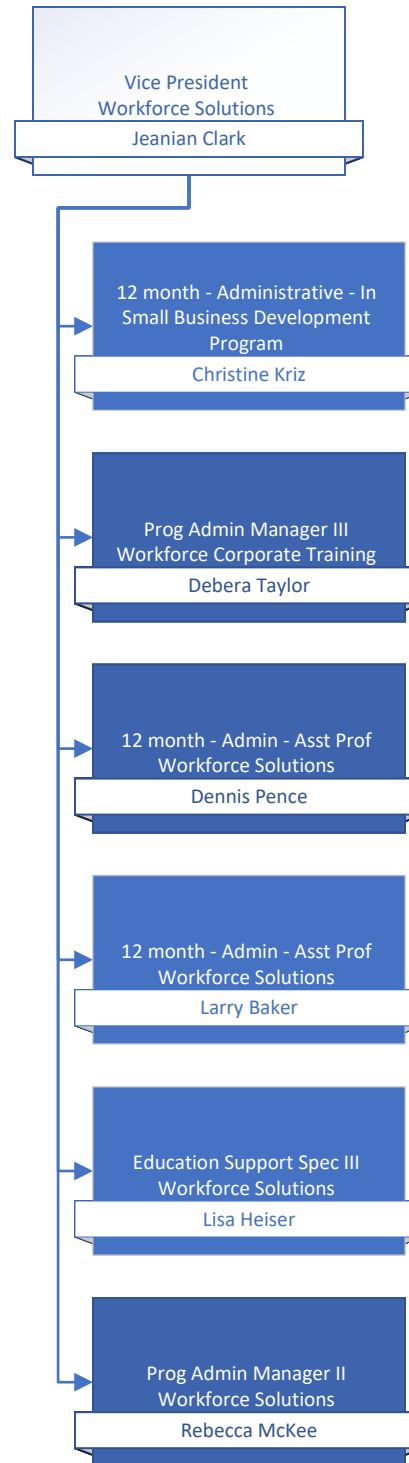 Vice President
Workforce Solutions
Jeanian Clark
12 month - Administrative - In
Small Business Development
Program
Christine Kriz
Prog Admin Manager III
Workforce Corporate Training
Debera Taylor
12 month - Admin - Asst Prof
Workforce Solutions
Dennis Pence
12 month - Admin - Asst Prof
Workforce Solutions
Larry Baker
Education Support Spec III
Workforce Solutions
Lisa Heiser
Prog Admin Manager II
Workforce Solutions
Rebecca McKee